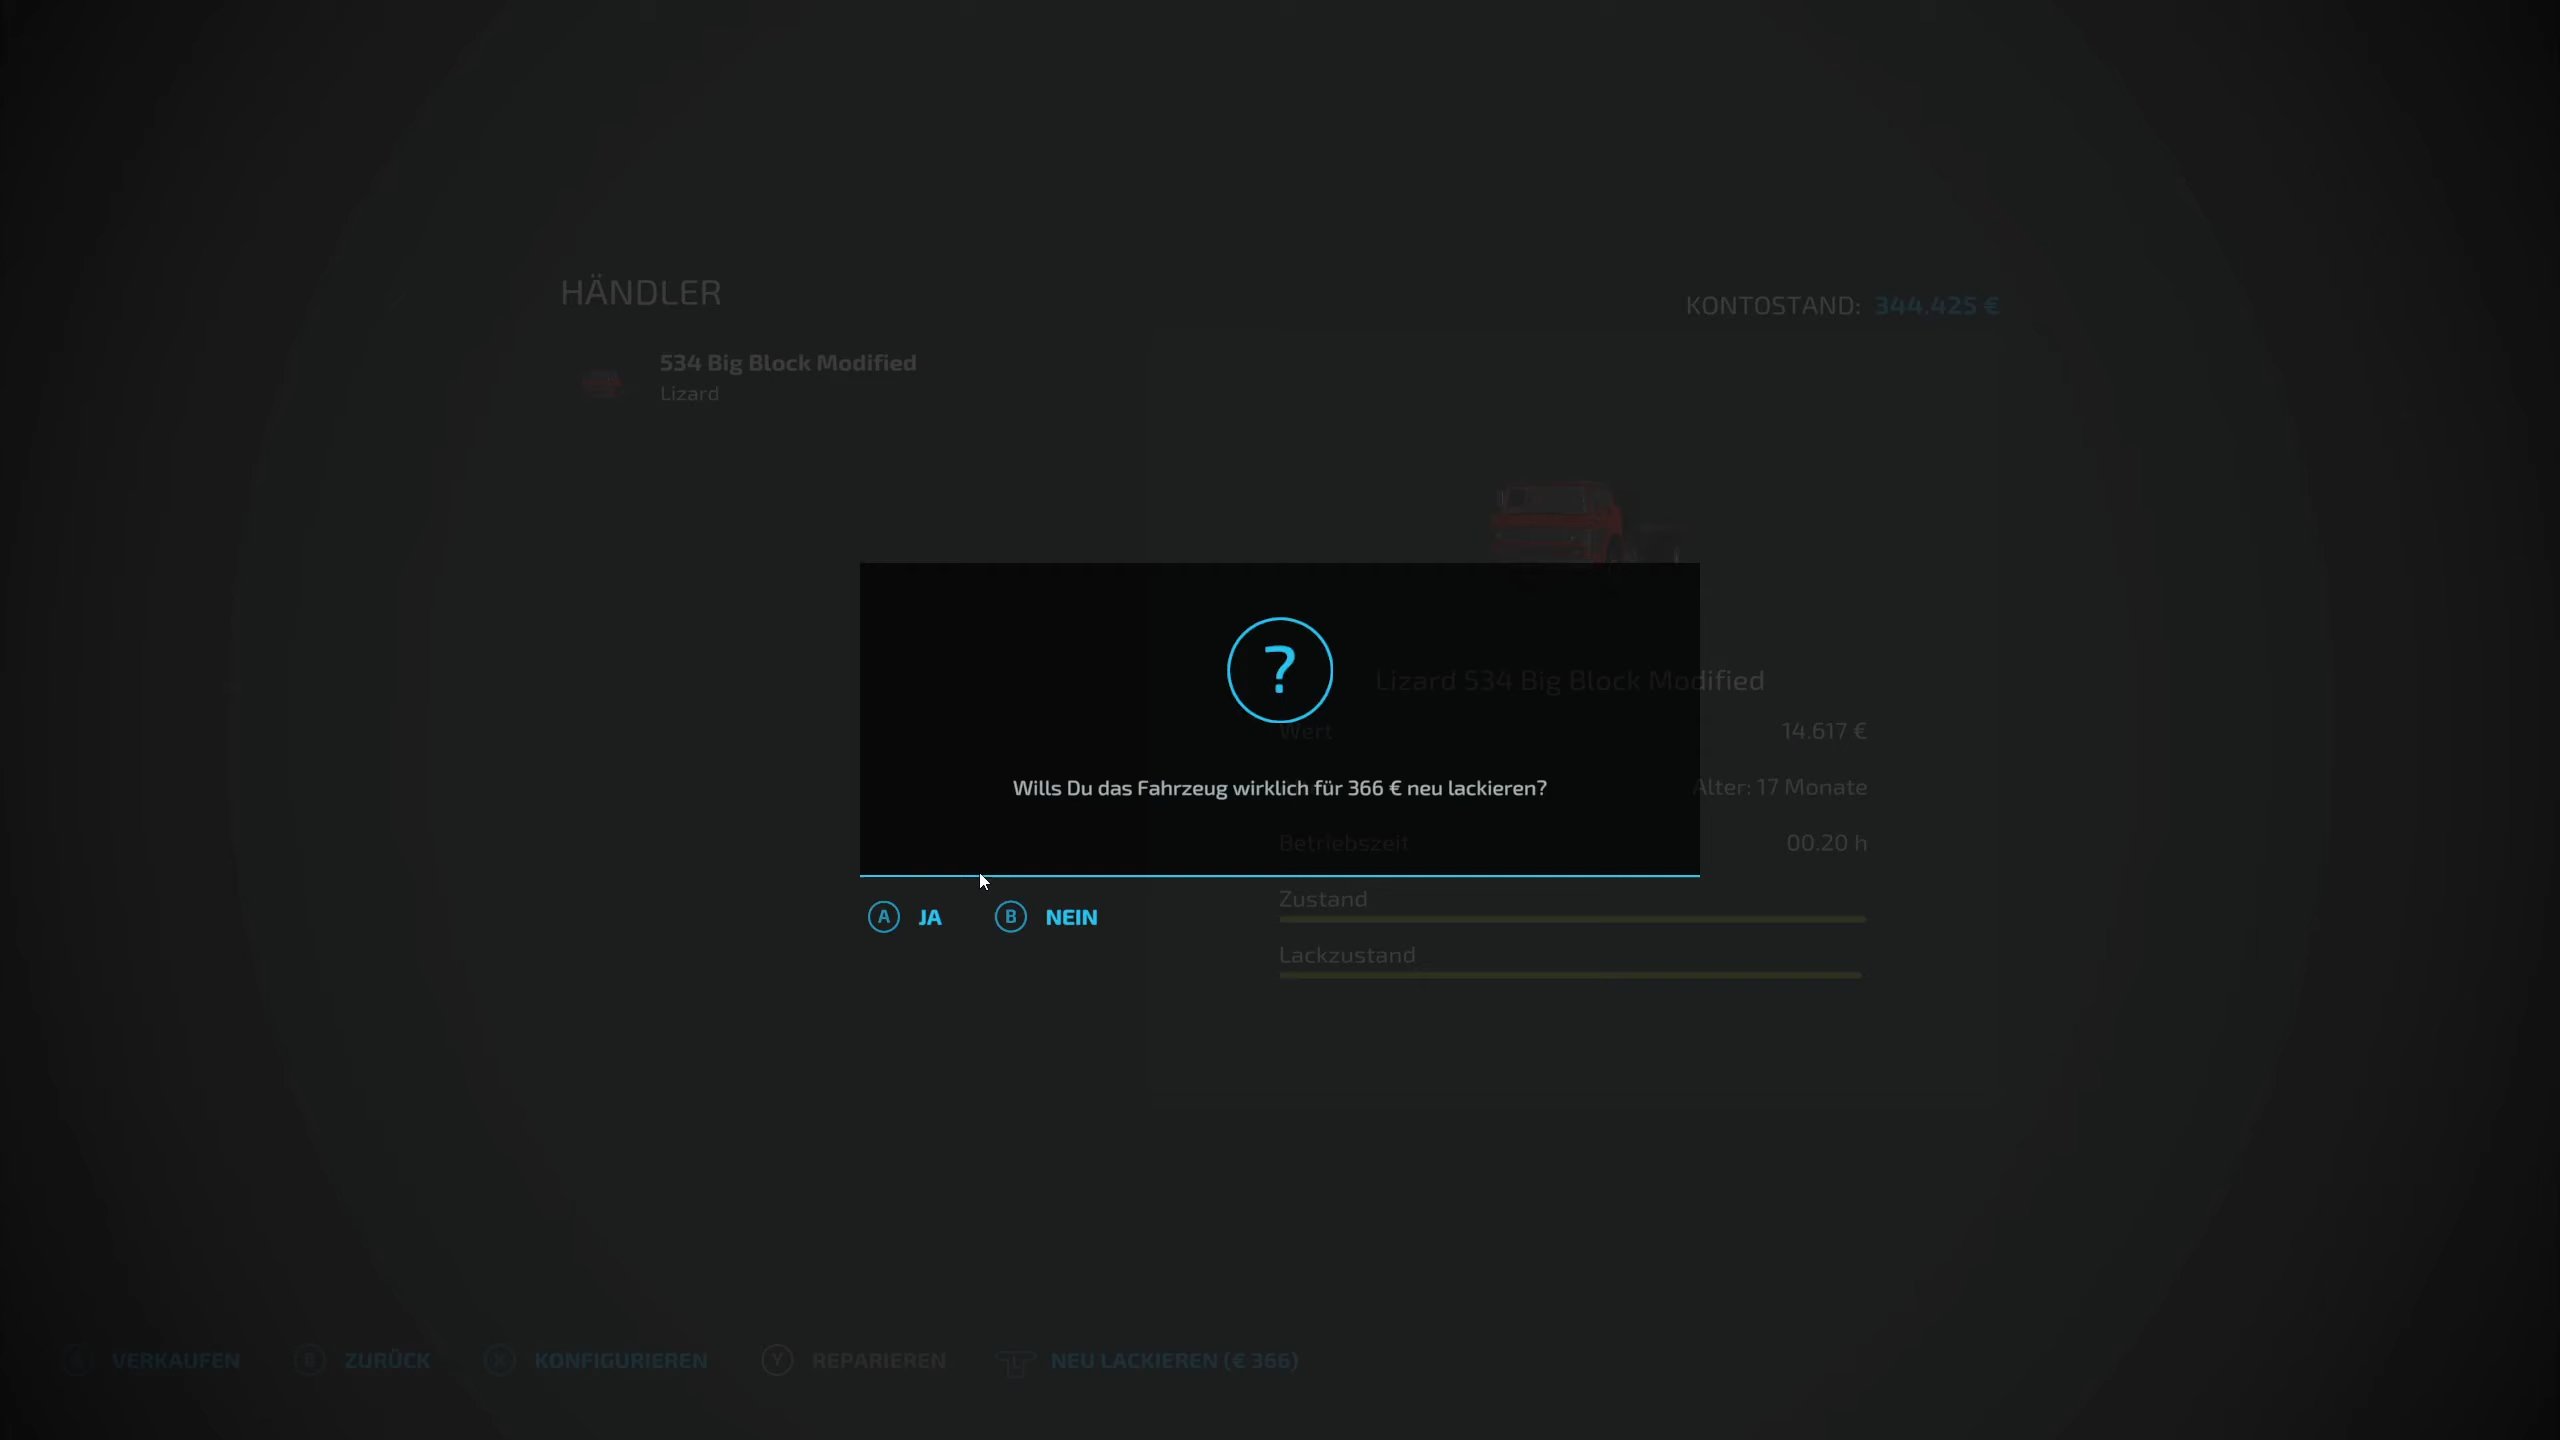 HÄNDLER
KONTOSTAND: 344.425 €
534 Big Block Modified
Lizard
?
Lizard 534 Big Block Modified
Wert 14.617 €
Wills Du das Fahrzeug wirklich für 366 € neu lackieren?
Alter: 17 Monate
Betriebszeit 00.20 h
Zustand
A JA B NEIN
Lackzustand
A VERKAUFEN B ZURÜCK X KONFIGURIEREN Y REPARIEREN L NEU LACKIEREN (€ 366)